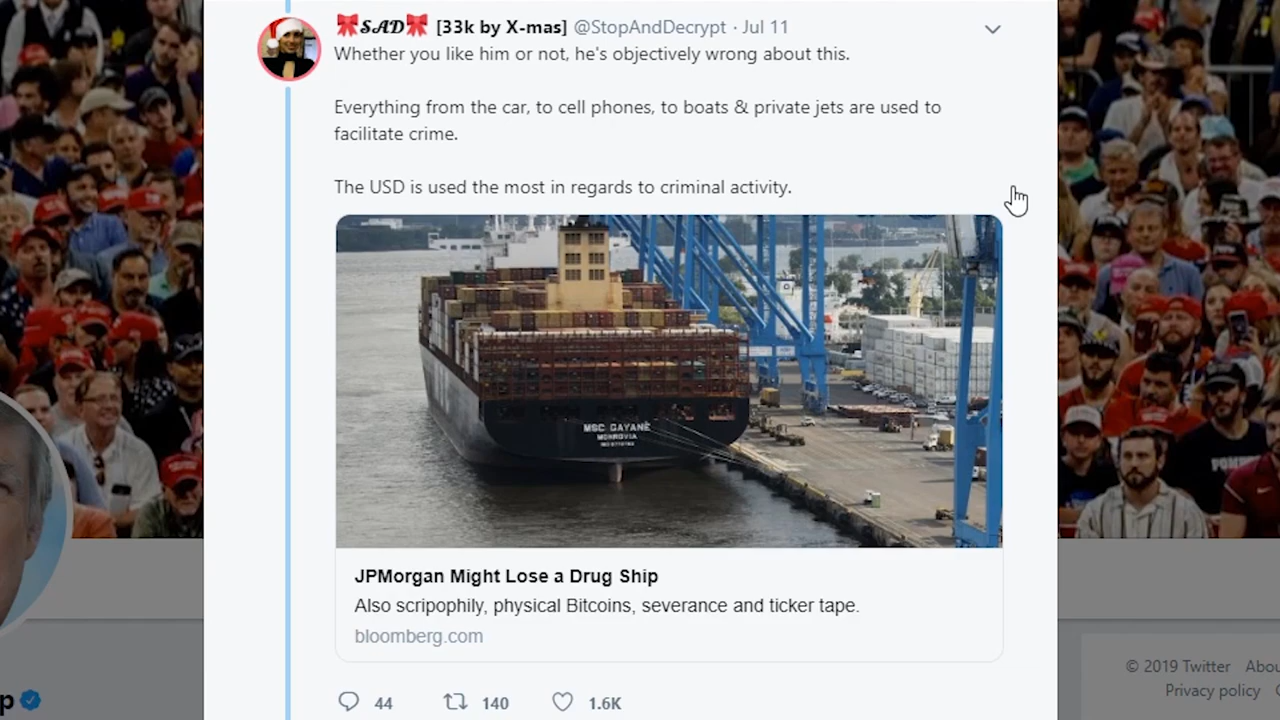 🎀𝓢𝓐𝓓🎀 [33k by X-mas] @StopAndDecrypt · Jul 11
Whether you like him or not, he's objectively wrong about this.
Everything from the car, to cell phones, to boats & private jets are used to
facilitate crime.
The USD is used the most in regards to criminal activity.
MSC GAYANÉ
MONROVIA
JPMorgan Might Lose a Drug Ship
Also scripophily, physical Bitcoins, severance and ticker tape.
bloomberg.com
44 140 1.6K
p
© 2019 Twitter Abou
Privacy policy